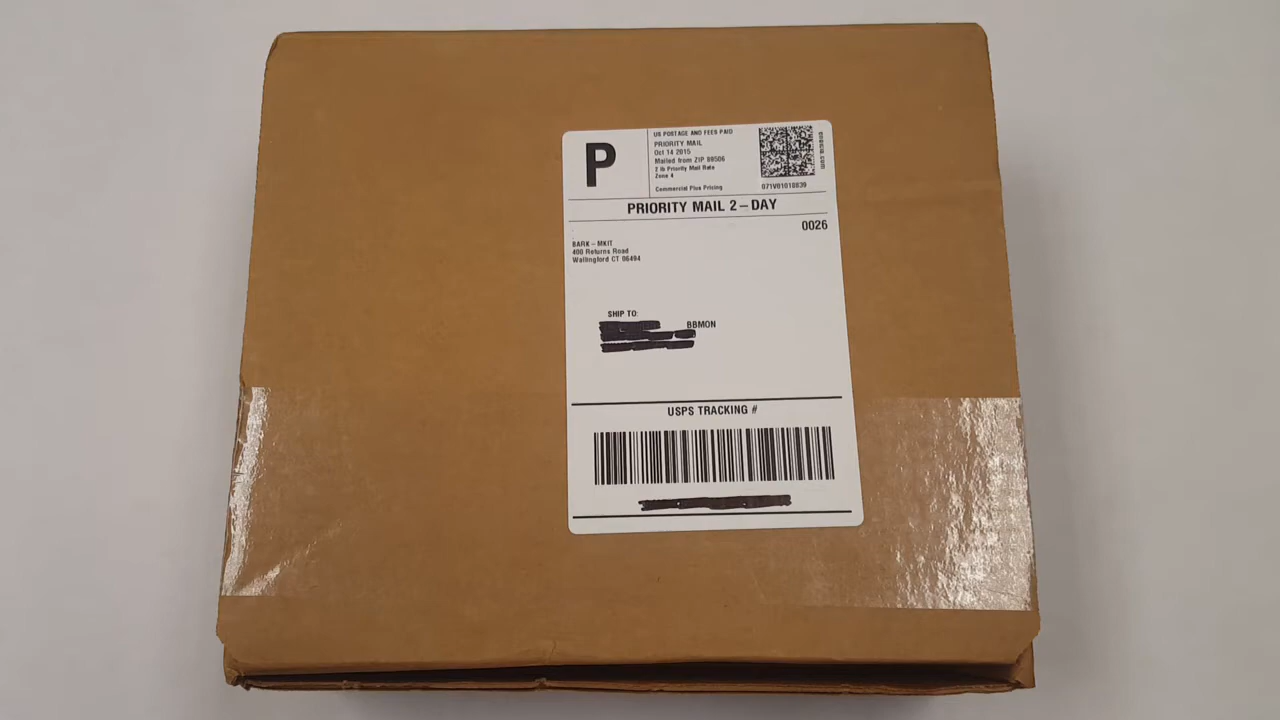 P
US POSTAGE AND FEES PAID
PRIORITY MAIL
Oct 14 2015
Mailed from ZIP 89506
2 lb Priority Mail Rate
Zone 4
Commercial Plus Pricing
071V01010839
PRIORITY MAIL 2–DAY
0026
BARK – MKIT
400 Returns Road
Wallingford CT 06494
SHIP TO:
BBMON
USPS TRACKING #